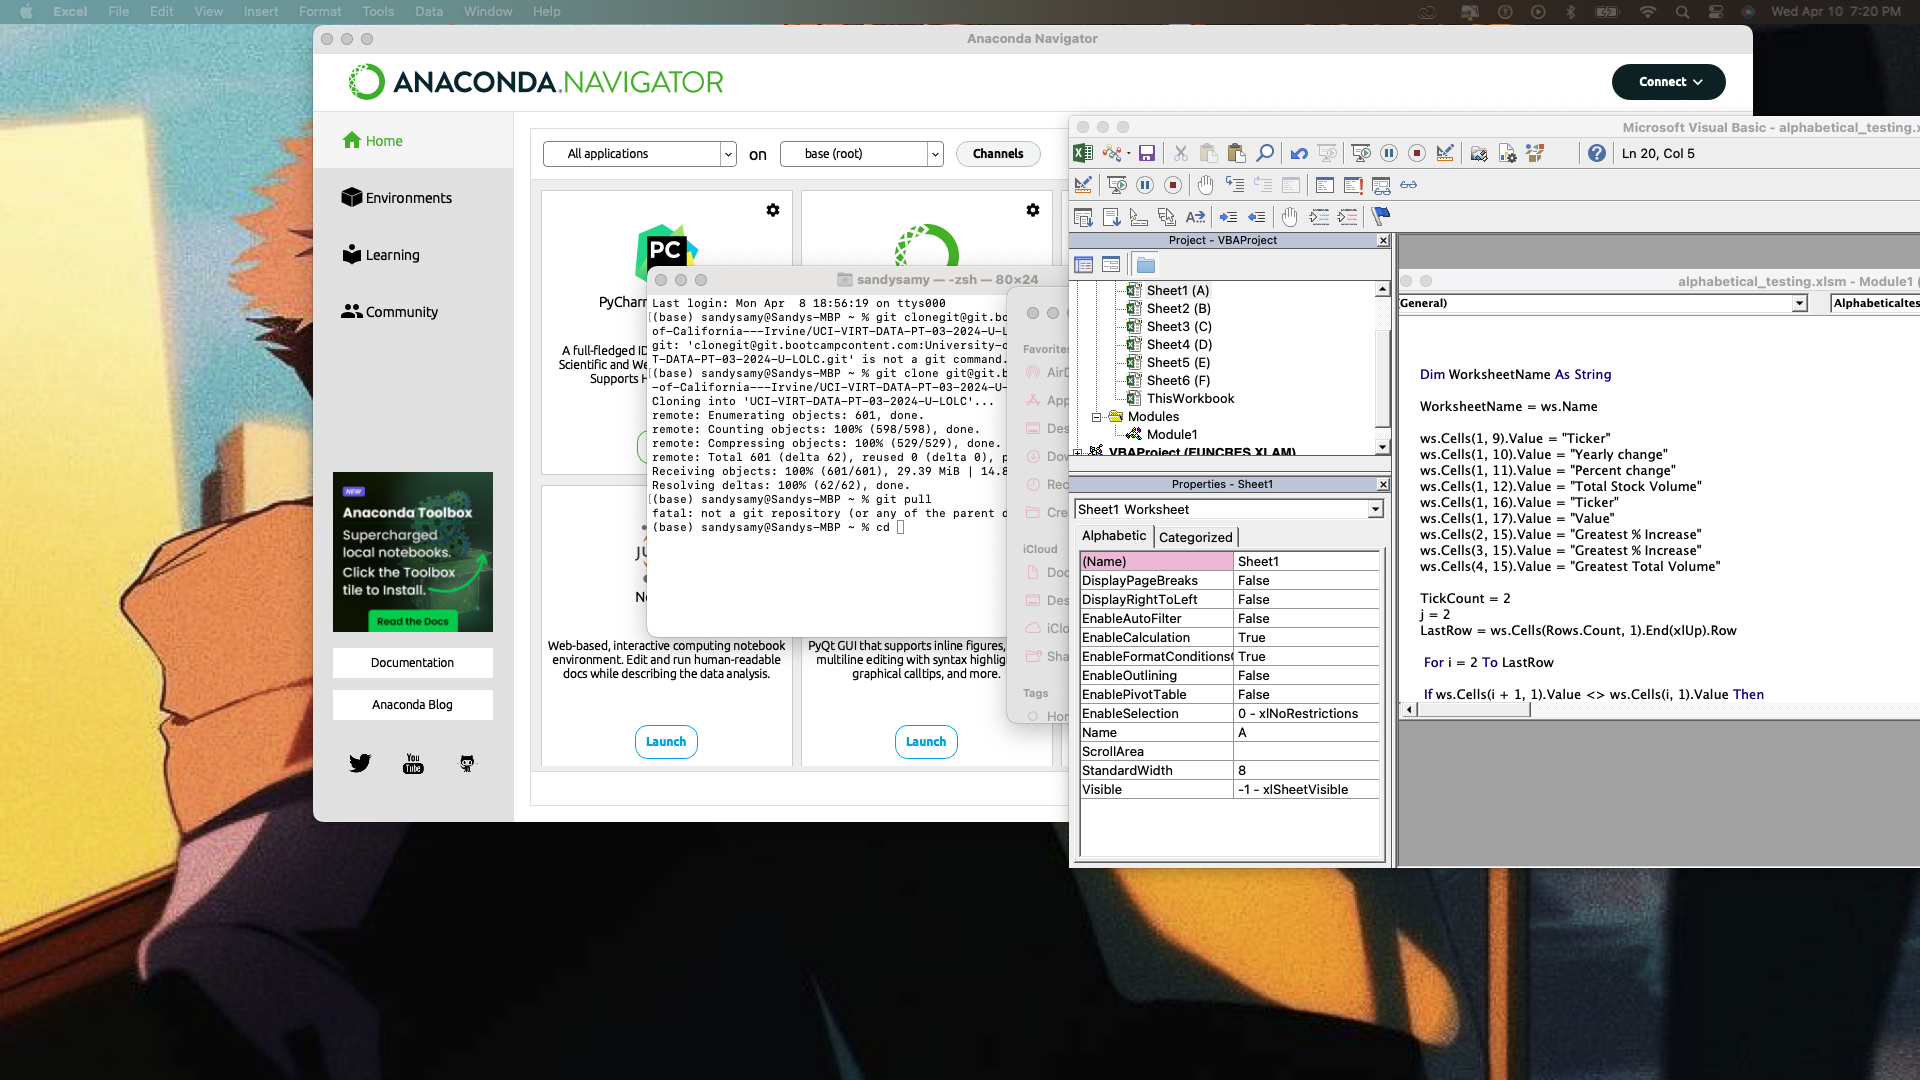 Excel File Edit View Insert Format Tools Data Window Help
Wed Apr 10 7:20 PM
Anaconda Navigator
ANACONDA.NAVIGATOR
Connect
Home
Environments
Learning
Community
NEW
Anaconda Toolbox
Supercharged
local notebooks.
Click the Toolbox
tile to Install.
Read the Docs
Documentation
Anaconda Blog
You
Tube
All applications
on
base (root)
Channels
PC
PyChar
A full-fledged ID
Scientific and We
Supports H
JU
No
Web-based, interactive computing notebook
environment. Edit and run human-readable
docs while describing the data analysis.
Launch
PyQt GUI that supports inline figures,
multiline editing with syntax highlig
graphical calltips, and more.
Launch
sandysamy — -zsh — 80×24
Last login: Mon Apr  8 18:56:19 on ttys000
(base) sandysamy@Sandys-MBP ~ % git clonegit@git.bo
of-California---Irvine/UCI-VIRT-DATA-PT-03-2024-U-LOLC
git: 'clonegit@git.bootcampcontent.com:University-o
T-DATA-PT-03-2024-U-LOLC.git' is not a git command.
(base) sandysamy@Sandys-MBP ~ % git clone git@git.b
-of-California---Irvine/UCI-VIRT-DATA-PT-03-2024-U-
Cloning into 'UCI-VIRT-DATA-PT-03-2024-U-LOLC'...
remote: Enumerating objects: 601, done.
remote: Counting objects: 100% (598/598), done.
remote: Compressing objects: 100% (529/529), done.
remote: Total 601 (delta 62), reused 0 (delta 0), p
Receiving objects: 100% (601/601), 29.39 MiB | 14.8
Resolving deltas: 100% (62/62), done.
(base) sandysamy@Sandys-MBP ~ % git pull
fatal: not a git repository (or any of the parent d
(base) sandysamy@Sandys-MBP ~ % cd
Favorites
AirD
App
Des
Dow
Rec
Cre
iCloud
Doc
Des
iClo
Sha
Tags
Hor
Microsoft Visual Basic - alphabetical_testing.x
Ln 20, Col 5
Project - VBAProject
Sheet1 (A)
Sheet2 (B)
Sheet3 (C)
Sheet4 (D)
Sheet5 (E)
Sheet6 (F)
ThisWorkbook
Modules
Module1
VBAProject (FUNCRES.XLAM)
Properties - Sheet1
Sheet1 Worksheet
Alphabetic Categorized
(Name) Sheet1
DisplayPageBreaks False
DisplayRightToLeft False
EnableAutoFilter False
EnableCalculation True
EnableFormatConditions True
EnableOutlining False
EnablePivotTable False
EnableSelection 0 - xlNoRestrictions
Name A
ScrollArea
StandardWidth 8
Visible -1 - xlSheetVisible
alphabetical_testing.xlsm - Module1 (
General) Alphabeticaltes
Dim WorksheetName As String
WorksheetName = ws.Name
ws.Cells(1, 9).Value = "Ticker"
ws.Cells(1, 10).Value = "Yearly change"
ws.Cells(1, 11).Value = "Percent change"
ws.Cells(1, 12).Value = "Total Stock Volume"
ws.Cells(1, 16).Value = "Ticker"
ws.Cells(1, 17).Value = "Value"
ws.Cells(2, 15).Value = "Greatest % Increase"
ws.Cells(3, 15).Value = "Greatest % Increase"
ws.Cells(4, 15).Value = "Greatest Total Volume"
TickCount = 2
j = 2
LastRow = ws.Cells(Rows.Count, 1).End(xlUp).Row
For i = 2 To LastRow
If ws.Cells(i + 1, 1).Value <> ws.Cells(i, 1).Value Then